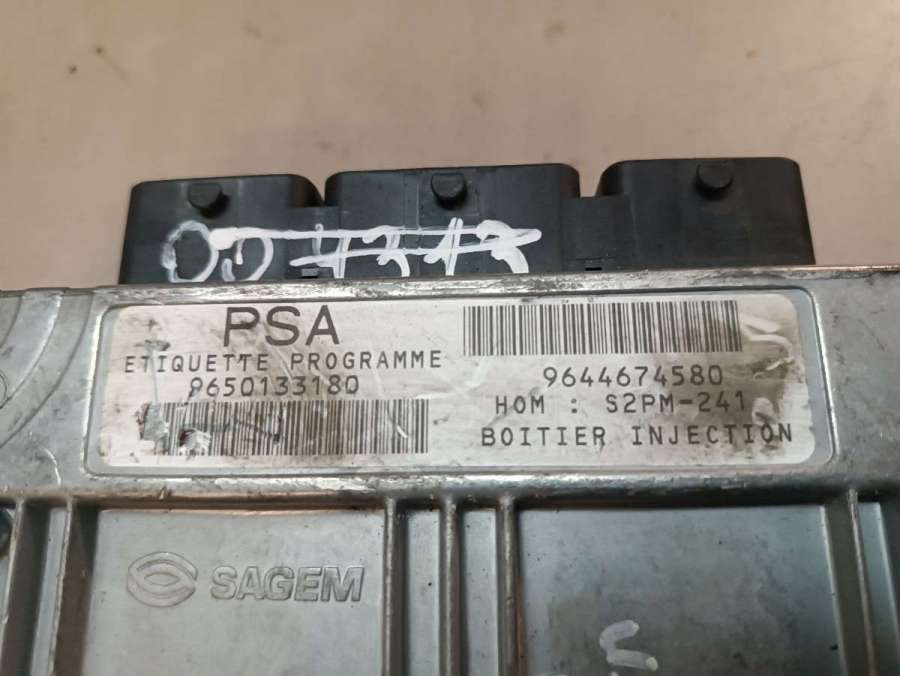 PSA
ETIQUETTE PROGRAMME
9650133180
9644674580
HOM : S2PM-241
BOITIER INJECTION
SAGEM